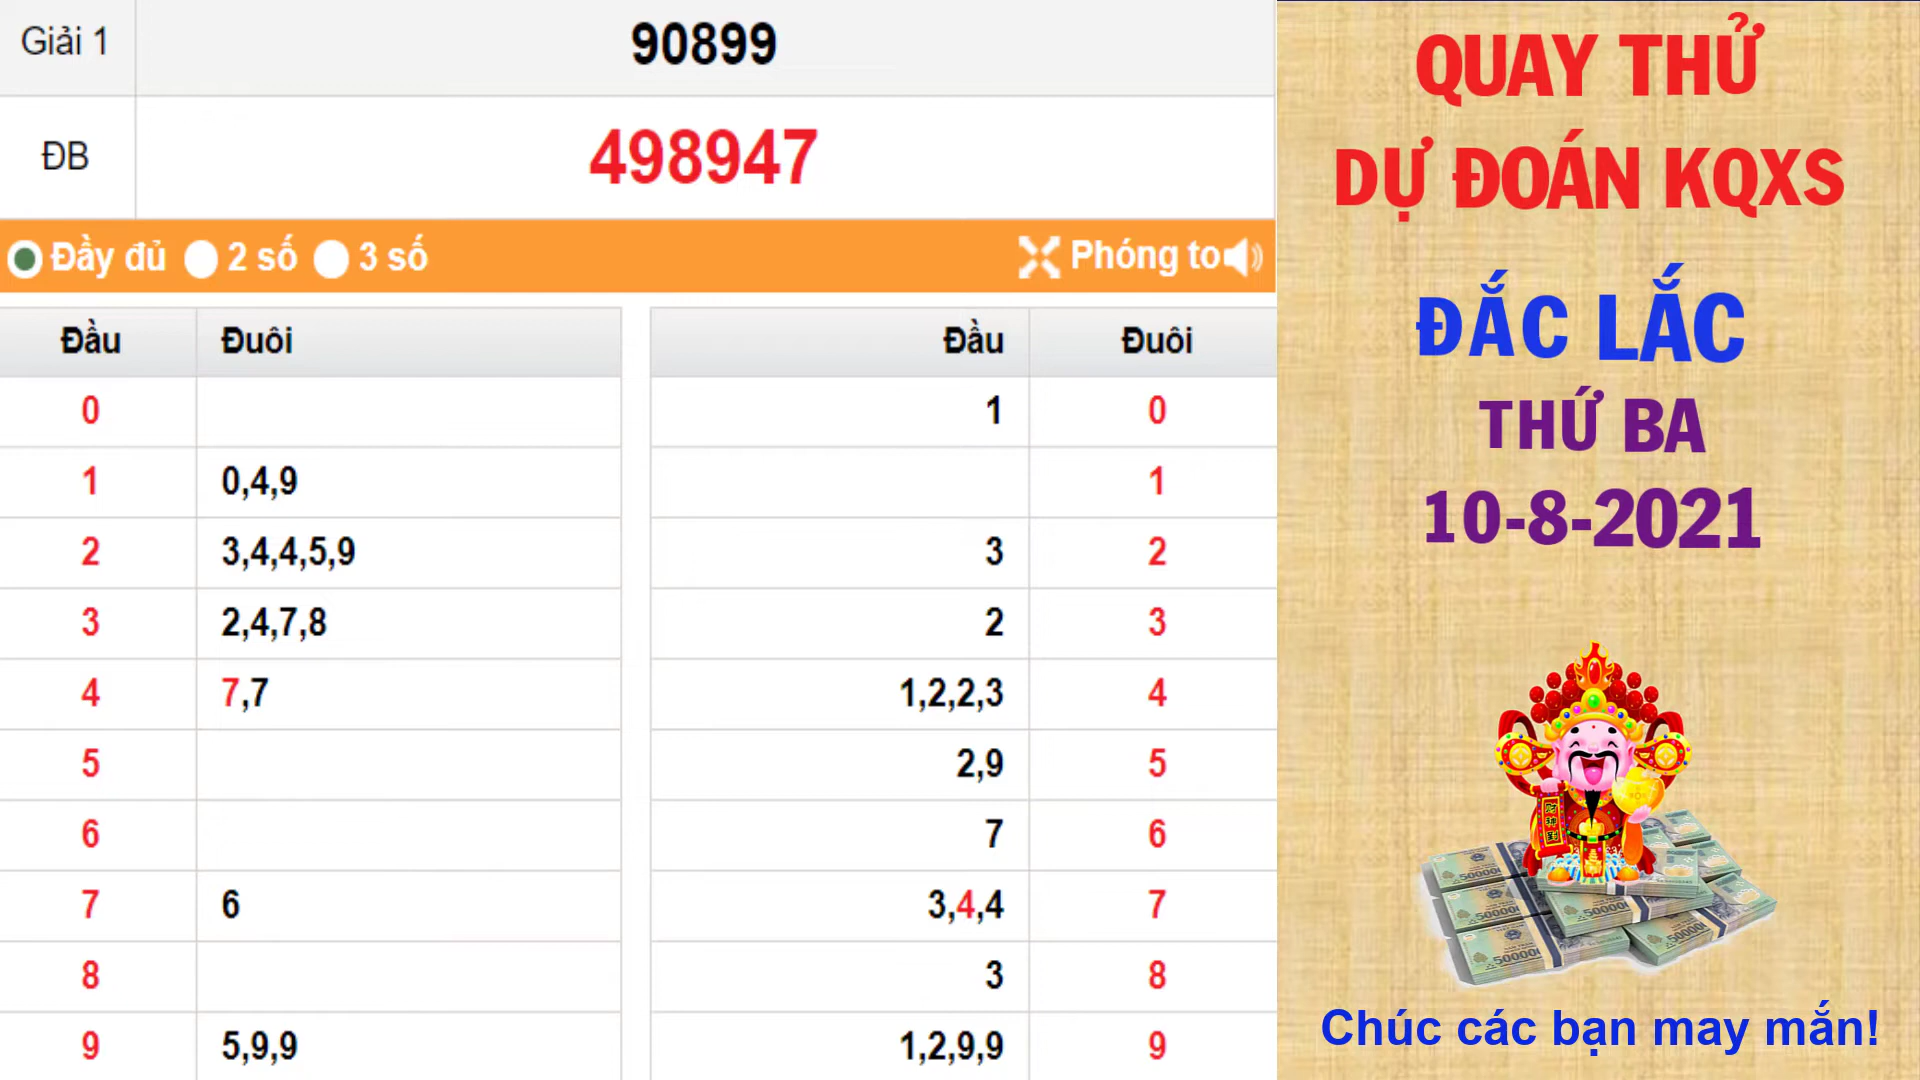 Giải 1 90899
ĐB 498947
Đầy đủ 2 số 3 số Phóng to
Đầu Đuôi Đầu Đuôi
0 1 0
1 0,4,9 1
2 3,4,4,5,9 3 2
3 2,4,7,8 2 3
4 7,7 1,2,2,3 4
5 2,9 5
6 7 6
7 6 3,4,4 7
8 3 8
9 5,9,9 1,2,9,9 9
QUAY THỬ
DỰ ĐOÁN KQXS
ĐẮC LẮC
THỨ BA
10-8-2021
Chúc các bạn may mắn!